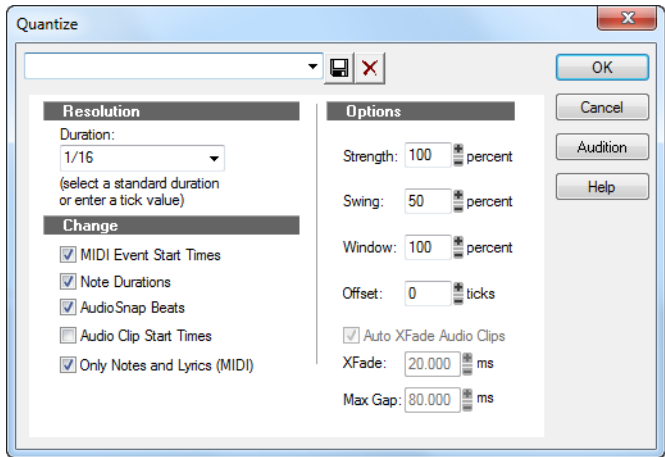 Quantize
OK
Resolution
Options
Cancel
Duration:
1/16
(select a standard duration
or enter a tick value)
Strength: 100 percent
Audition
Swing: 50 percent
Help
Change
MIDI Event Start Times
Window: 100 percent
Note Durations
AudioSnap Beats
Offset: 0 ticks
Audio Clip Start Times
Auto XFade Audio Clips
Only Notes and Lyrics (MIDI)
XFade: 20.000 ms
Max Gap: 80.000 ms